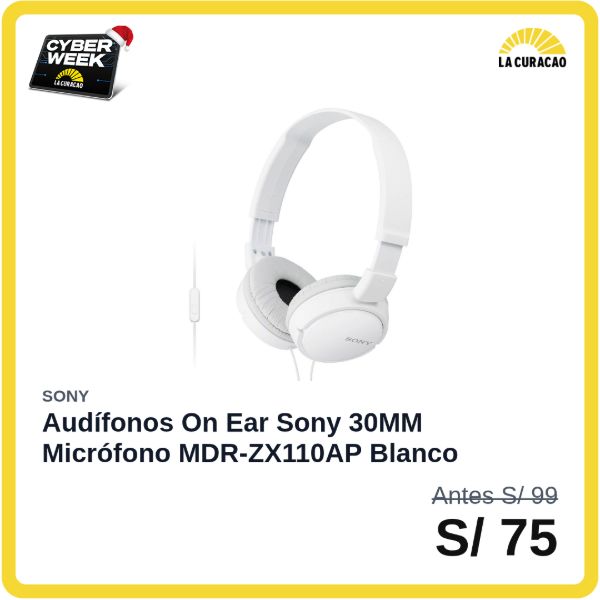 CYBER
WEEK
LA CURACAO
LA CURACAO
SONY
SONY
Audífonos On Ear Sony 30MM
Micrófono MDR-ZX110AP Blanco
Antes S/ 99
S/ 75